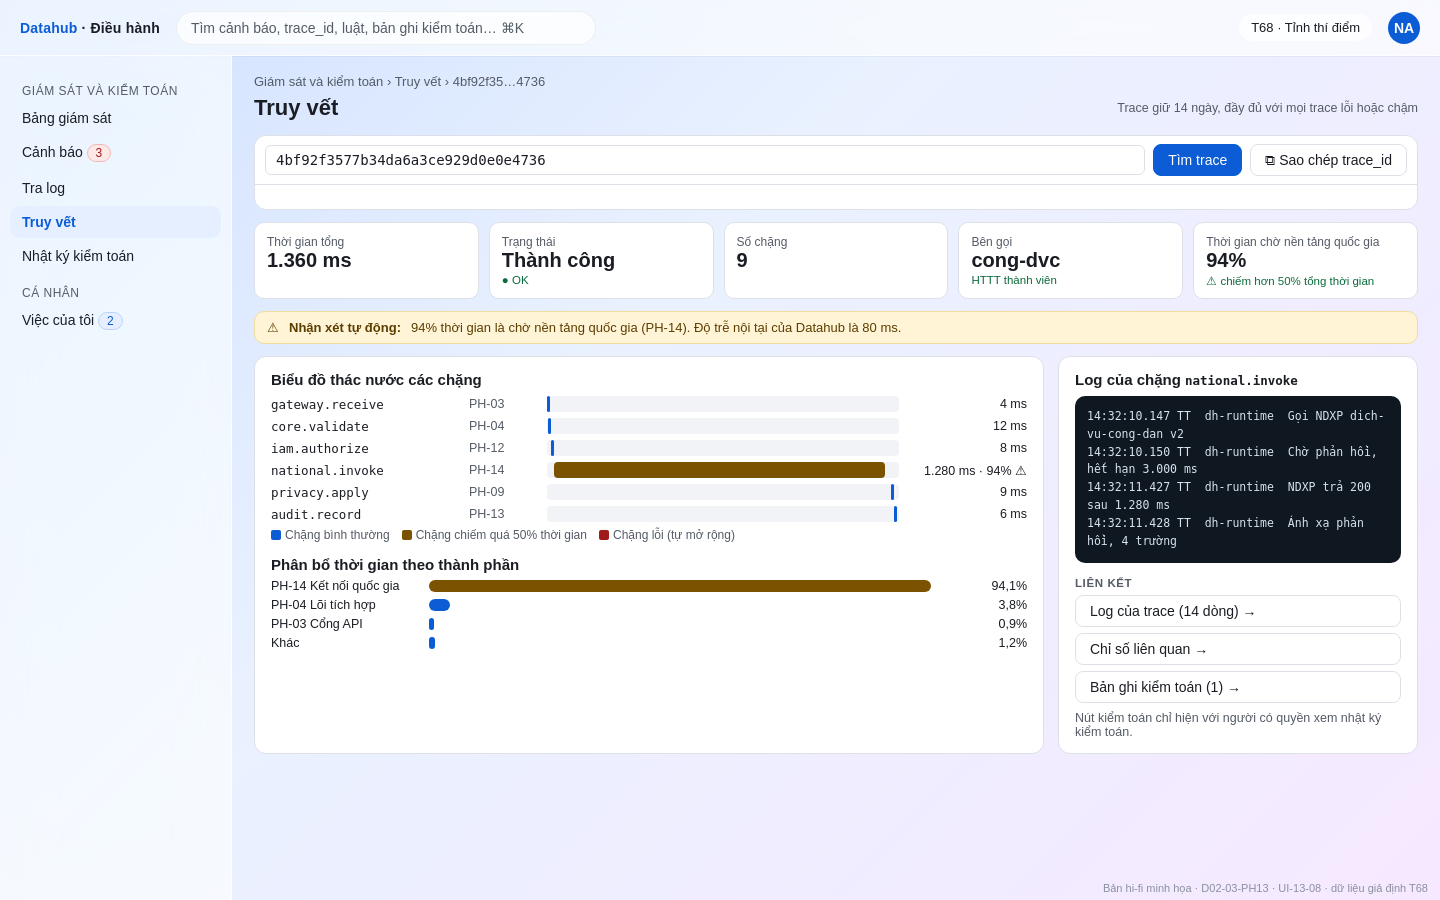 Datahub · Điều hành
Tìm cảnh báo, trace_id, luật, bản ghi kiểm toán… ⌘K
T68 · Tỉnh thí điểm
NA
GIÁM SÁT VÀ KIỂM TOÁN
Bảng giám sát
Cảnh báo 3
Tra log
Truy vết
Nhật ký kiểm toán
CÁ NHÂN
Việc của tôi 2
Giám sát và kiểm toán › Truy vết › 4bf92f35…4736
Truy vết
Trace giữ 14 ngày, đầy đủ với mọi trace lỗi hoặc chậm
4bf92f3577b34da6a3ce929d0e0e4736
Tìm trace
⧉ Sao chép trace_id
Thời gian tổng
1.360 ms
Trạng thái
Thành công
● OK
Số chặng
9
Bên gọi
cong-dvc
HTTT thành viên
Thời gian chờ nền tảng quốc gia
94%
⚠ chiếm hơn 50% tổng thời gian
⚠ Nhận xét tự động: 94% thời gian là chờ nền tảng quốc gia (PH-14). Độ trễ nội tại của Datahub là 80 ms.
Biểu đồ thác nước các chặng
gateway.receive PH-03 4 ms
core.validate PH-04 12 ms
iam.authorize PH-12 8 ms
national.invoke PH-14 1.280 ms · 94% ⚠
privacy.apply PH-09 9 ms
audit.record PH-13 6 ms
Chặng bình thường Chặng chiếm quá 50% thời gian Chặng lỗi (tự mở rộng)
Phân bổ thời gian theo thành phần
PH-14 Kết nối quốc gia 94,1%
PH-04 Lõi tích hợp 3,8%
PH-03 Cổng API 0,9%
Khác 1,2%
Log của chặng national.invoke
14:32:10.147 TT dh-runtime Gọi NDXP dich-
vu-cong-dan v2
14:32:10.150 TT dh-runtime Chờ phản hồi,
hết hạn 3.000 ms
14:32:11.427 TT dh-runtime NDXP trả 200
sau 1.280 ms
14:32:11.428 TT dh-runtime Ánh xạ phản
hồi, 4 trường
LIÊN KẾT
Log của trace (14 dòng) →
Chỉ số liên quan →
Bản ghi kiểm toán (1) →
Nút kiểm toán chỉ hiện với người có quyền xem nhật ký
kiểm toán.
Bản hi-fi minh họa · D02-03-PH13 · UI-13-08 · dữ liệu giả định T68